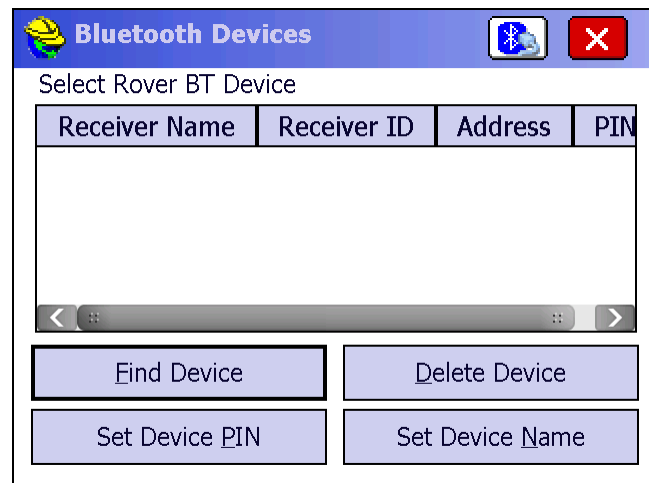 Bluetooth Devices
Select Rover BT Device
Receiver Name Receiver ID Address PIN
Find Device Delete Device
Set Device PIN Set Device Name